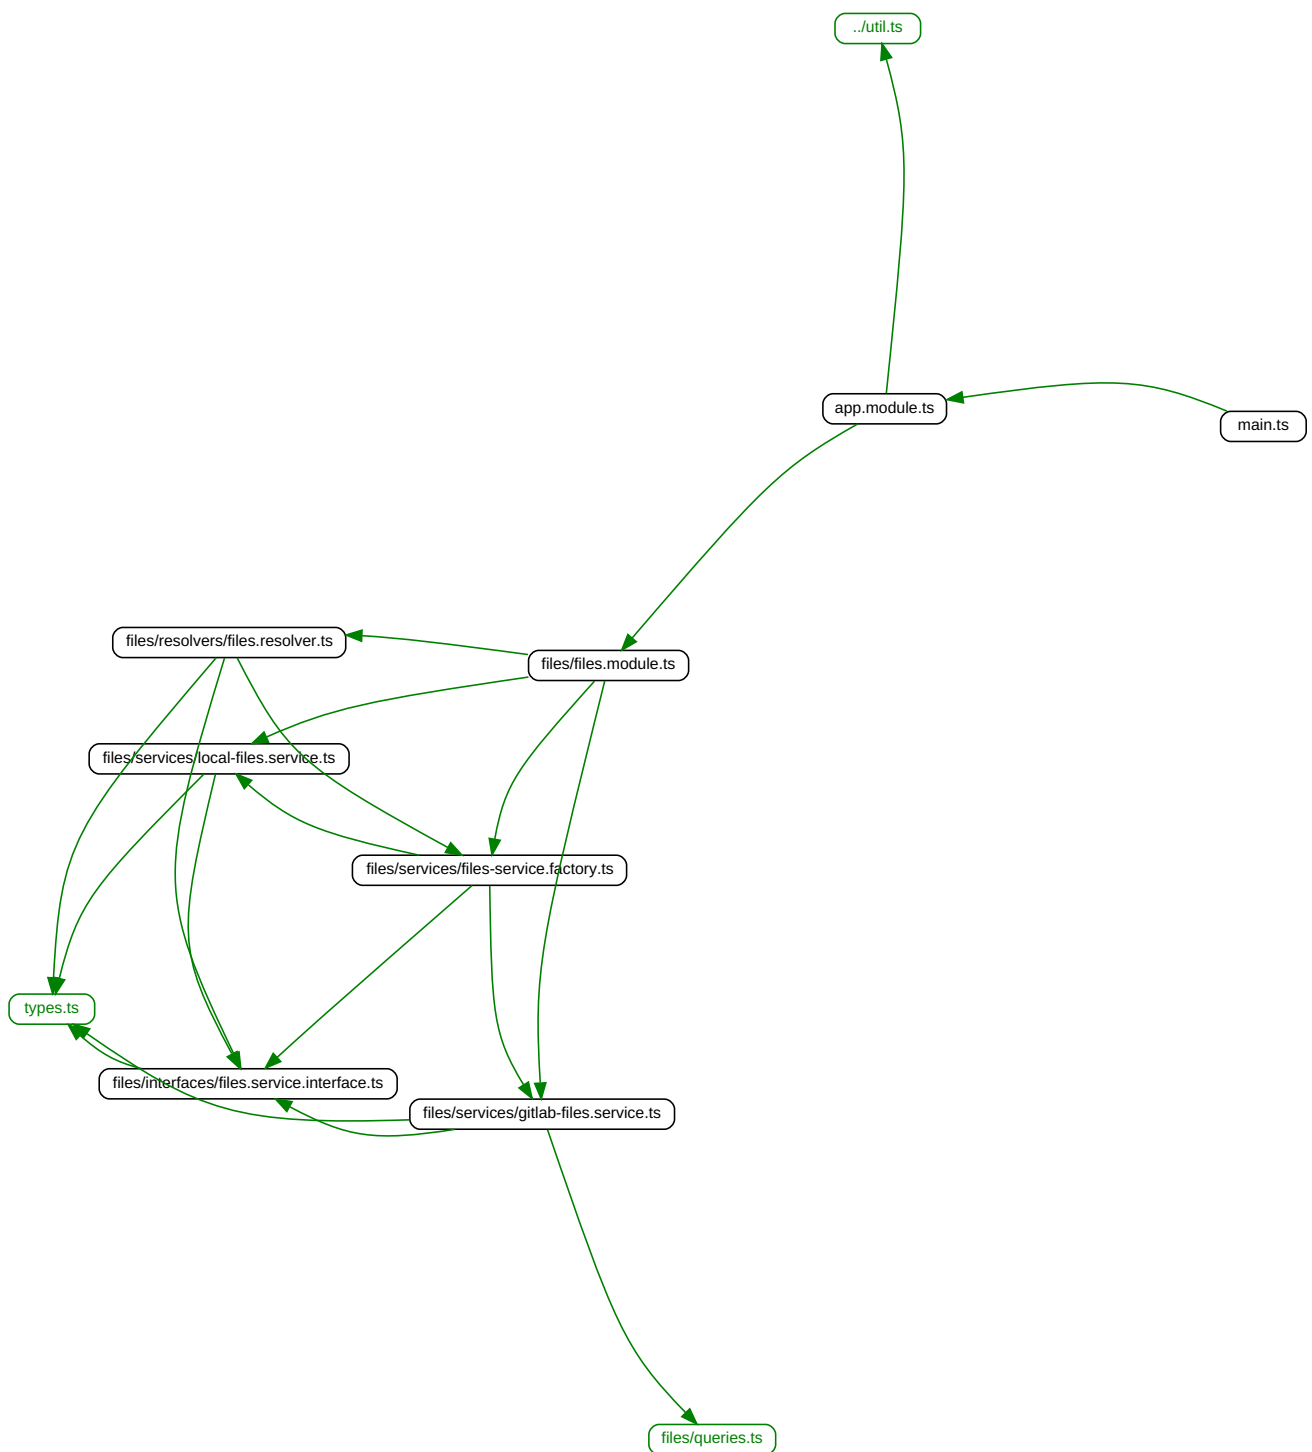 ../util.ts
app.module.ts
main.ts
files/resolvers/files.resolver.ts
files/files.module.ts
files/services/local-files.service.ts
files/services/files-service.factory.ts
types.ts
files/interfaces/files.service.interface.ts
files/services/gitlab-files.service.ts
files/queries.ts